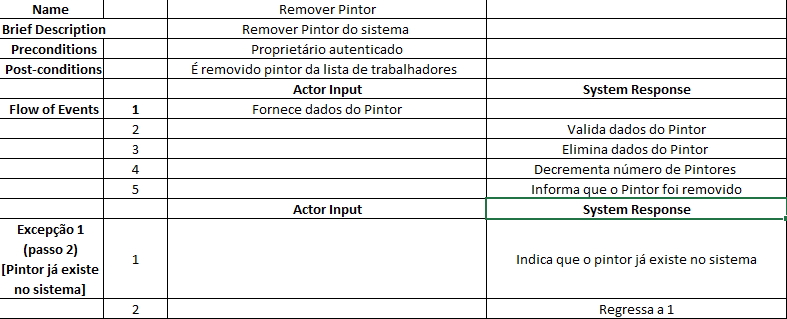 Name Remover Pintor
Brief Description Remover Pintor do sistema
Preconditions Proprietário autenticado
Post-conditions É removido pintor da lista de trabalhadores
Actor Input System Response
Flow of Events 1 Fornece dados do Pintor
2 Valida dados do Pintor
3 Elimina dados do Pintor
4 Decrementa número de Pintores
5 Informa que o Pintor foi removido
Actor Input System Response
Excepção 1
(passo 2)
[Pintor já existe
no sistema]
1 Indica que o pintor já existe no sistema
2 Regressa a 1